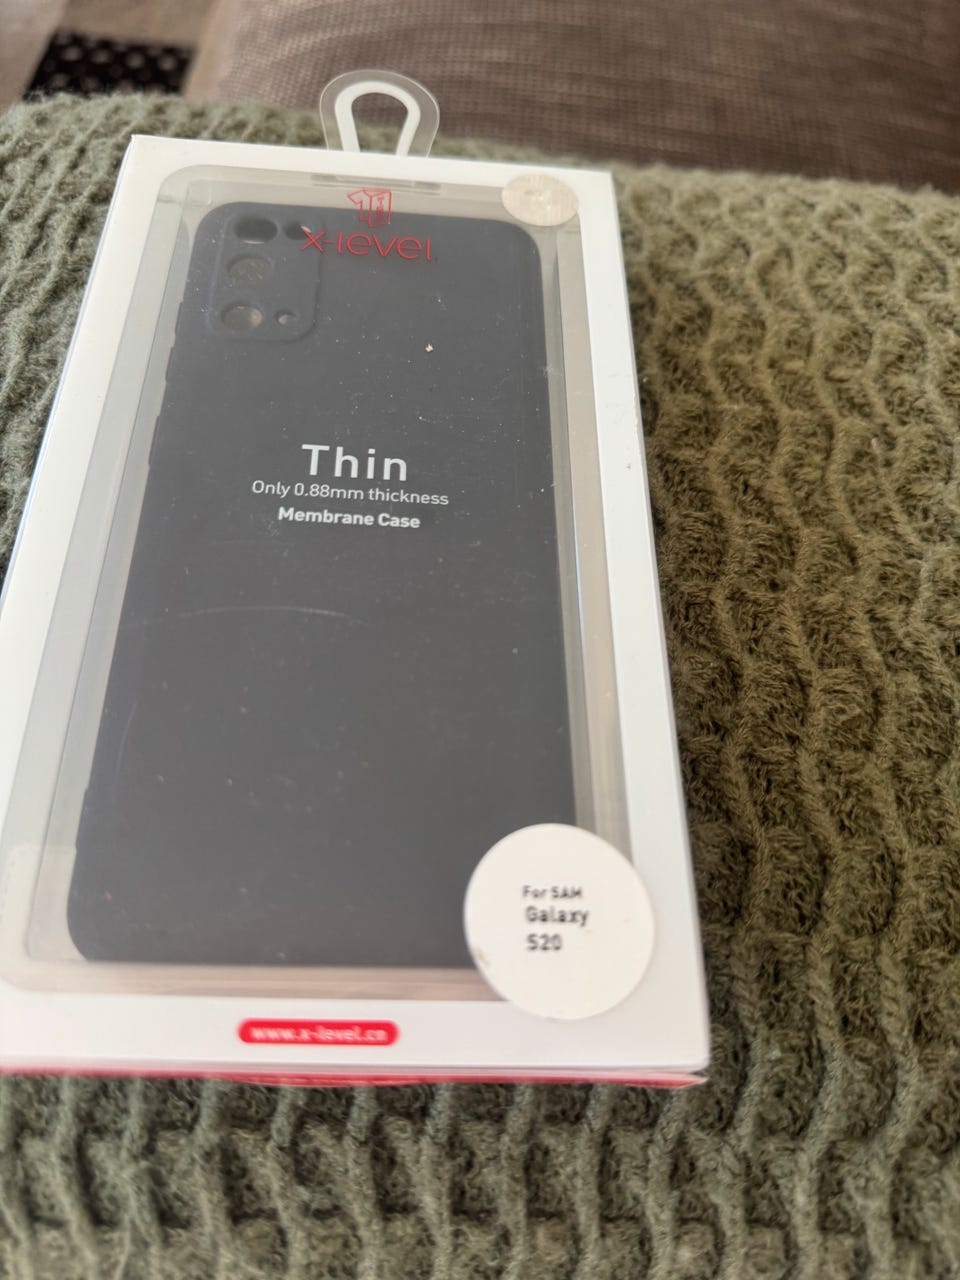 x-level
Thin
Only 0.88mm thickness
Membrane Case
For SAM
Galaxy
S20
www.x-level.cn